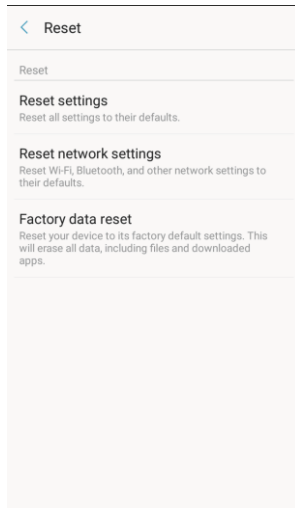 Reset
Reset
Reset settings
Reset all settings to their defaults.
Reset network settings
Reset Wi-Fi, Bluetooth, and other network settings to
their defaults.
Factory data reset
Reset your device to its factory default settings. This
will erase all data, including files and downloaded
apps.